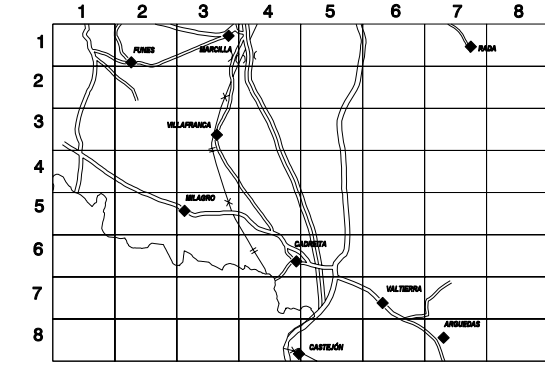 1 2 3 4 5 6 7 8
1
FUNES
MARCILLA
RADA
2
3
VILLAFRANCA
4
5
MILAGRO
6
CADREITA
7
VALTIERRA
8
ARGUEDAS
CASTEJÓN